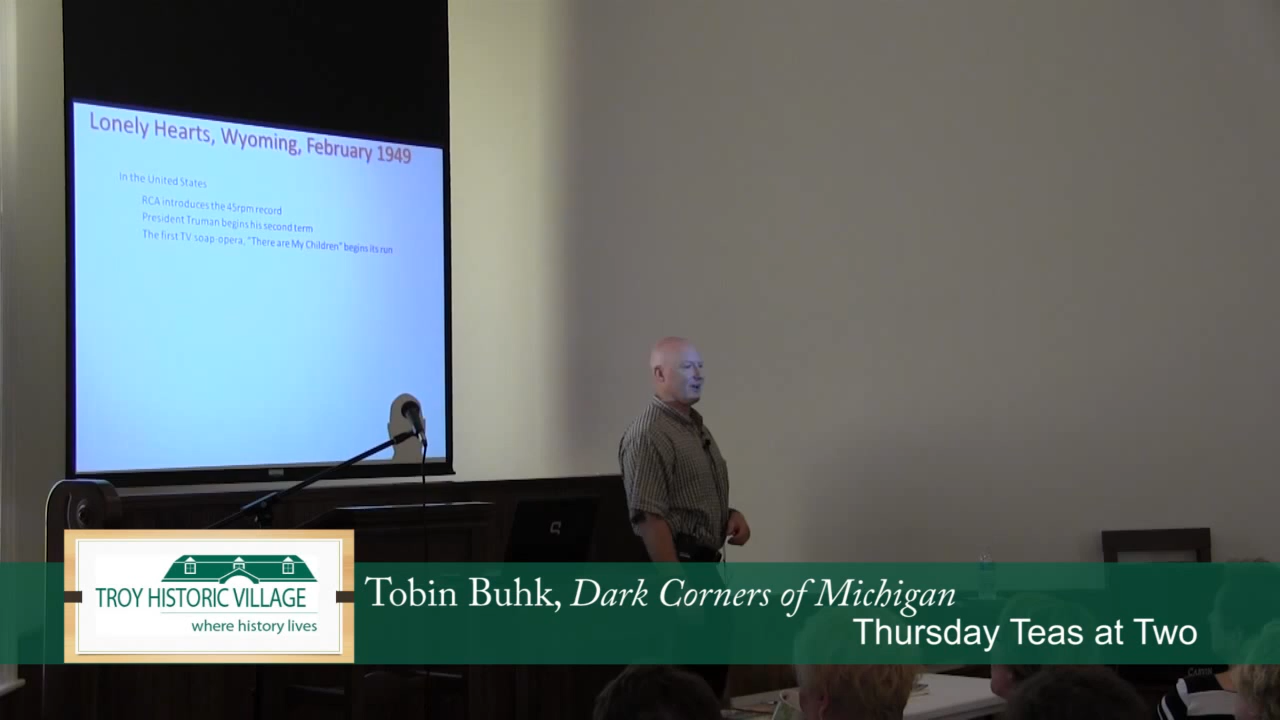 Lonely Hearts, Wyoming, February 1949
In the United States
RCA introduces the 45rpm record
President Truman begins his second term
The first TV soap-opera, "There are My Children" begins its run
TROY HISTORIC VILLAGE
where history lives
Tobin Buhk, Dark Corners of Michigan
Thursday Teas at Two